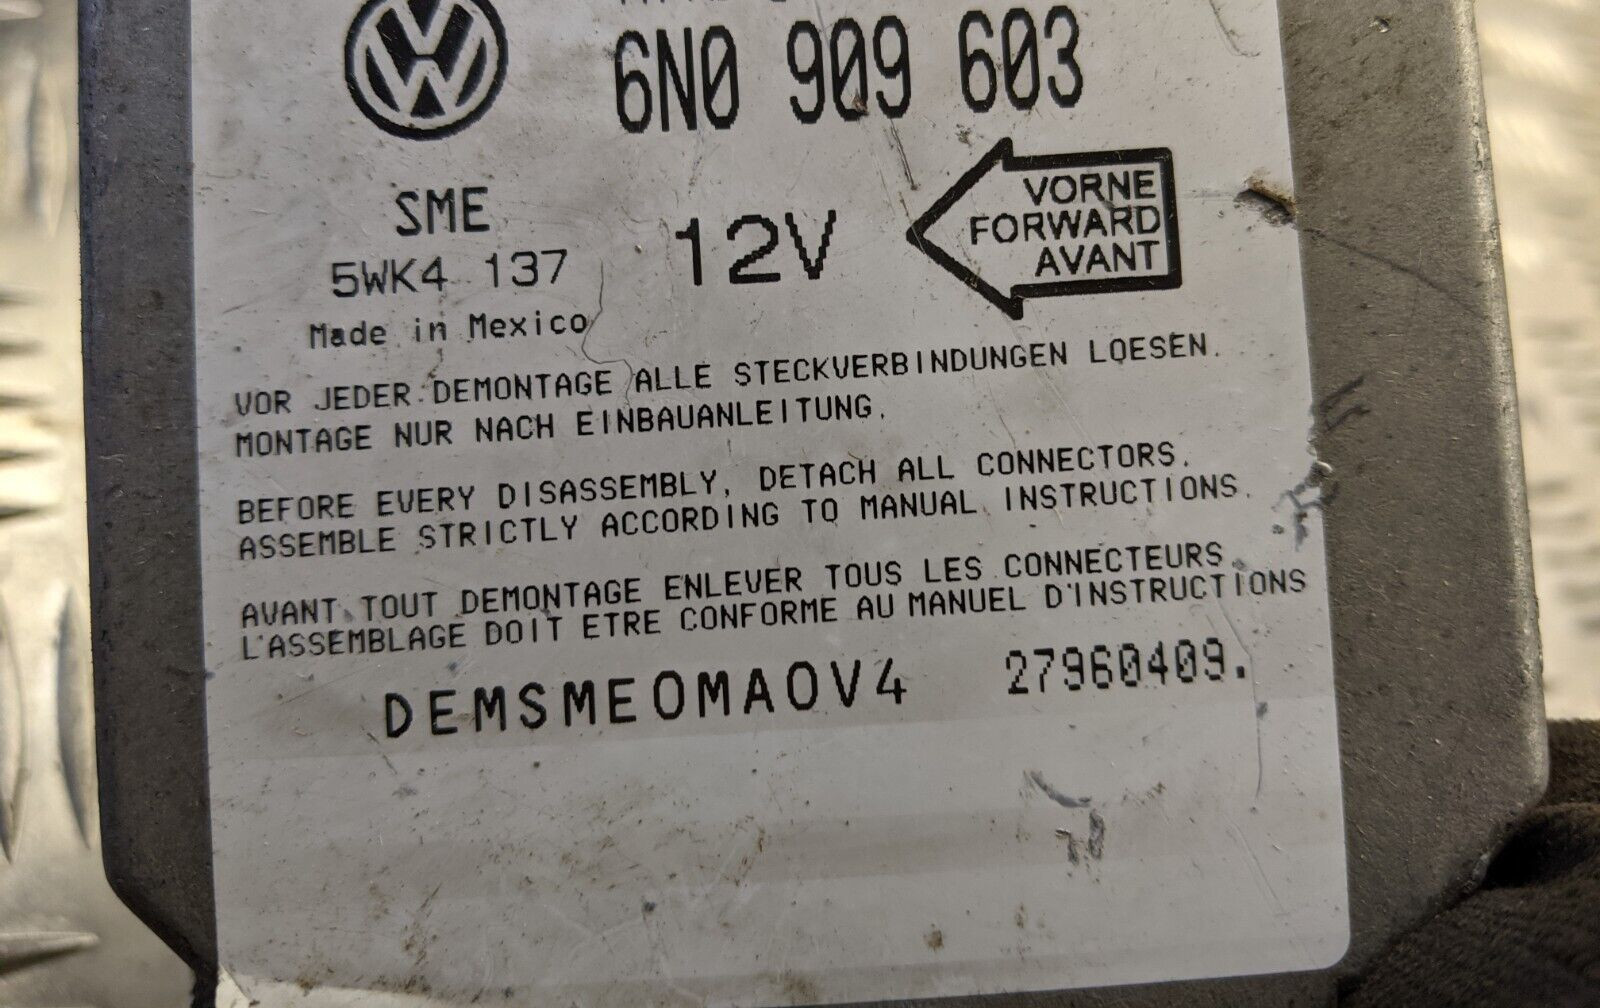 6N0 909 603
SME
5WK4 137
12V
VORNE
FORWARD
AVANT
Made in Mexico
VOR JEDER DEMONTAGE ALLE STECKVERBINDUNGEN LOESEN.
MONTAGE NUR NACH EINBAUANLEITUNG.
BEFORE EVERY DISASSEMBLY, DETACH ALL CONNECTORS.
ASSEMBLE STRICTLY ACCORDING TO MANUAL INSTRUCTIONS.
AVANT TOUT DEMONTAGE ENLEVER TOUS LES CONNECTEURS.
L'ASSEMBLAGE DOIT ETRE CONFORME AU MANUEL D'INSTRUCTIONS
DEMSME0MA0V4
27960409.